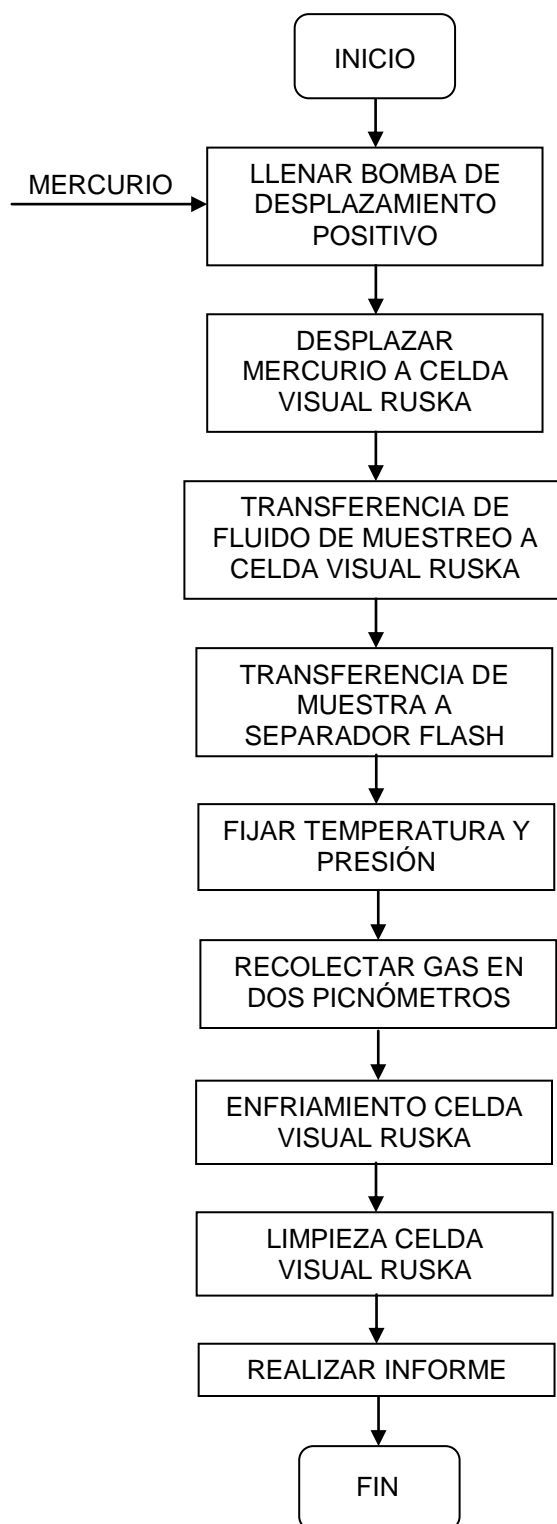 INICIO
MERCURIO
LLENAR BOMBA DE
DESPLAZAMIENTO
POSITIVO
DESPLAZAR
MERCURIO A CELDA
VISUAL RUSKA
TRANSFERENCIA DE
FLUIDO DE MUESTREO A
CELDA VISUAL RUSKA
TRANSFERENCIA DE
MUESTRA A
SEPARADOR FLASH
FIJAR TEMPERATURA Y
PRESIÓN
RECOLECTAR GAS EN
DOS PICNÓMETROS
ENFRIAMIENTO CELDA
VISUAL RUSKA
LIMPIEZA CELDA
VISUAL RUSKA
REALIZAR INFORME
FIN